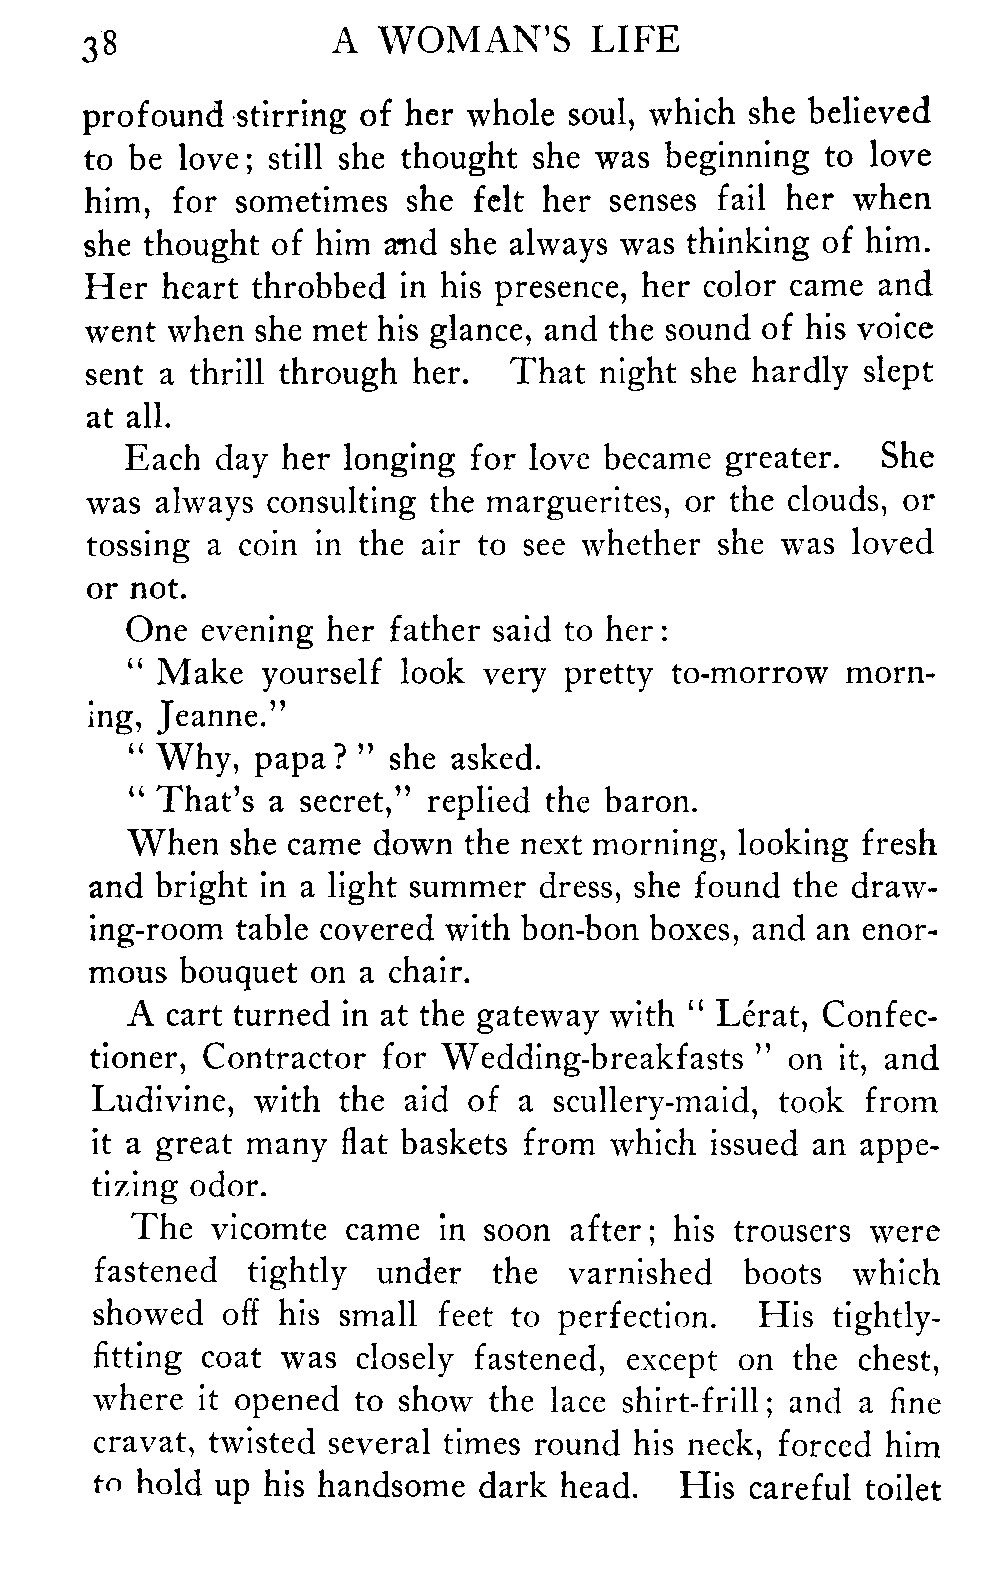 38 A WOMAN'S LIFE
profound stirring of her whole soul, which she believed
to be love; still she thought she was beginning to love
him, for sometimes she felt her senses fail her when
she thought of him and she always was thinking of him.
Her heart throbbed in his presence, her color came and
went when she met his glance, and the sound of his voice
sent a thrill through her. That night she hardly slept
at all.
Each day her longing for love became greater. She
was always consulting the marguerites, or the clouds, or
tossing a coin in the air to see whether she was loved
or not.
One evening her father said to her:
" Make yourself look very pretty to-morrow morn-
ing, Jeanne."
" Why, papa ? " she asked.
" That's a secret," replied the baron.
When she came down the next morning, looking fresh
and bright in a light summer dress, she found the draw-
ing-room table covered with bon-bon boxes, and an enor-
mous bouquet on a chair.
A cart turned in at the gateway with " Lérat, Confec-
tioner, Contractor for Wedding-breakfasts " on it, and
Ludivine, with the aid of a scullery-maid, took from
it a great many flat baskets from which issued an appe-
tizing odor.
The vicomte came in soon after; his trousers were
fastened tightly under the varnished boots which
showed off his small feet to perfection. His tightly-
fitting coat was closely fastened, except on the chest,
where it opened to show the lace shirt-frill; and a fine
cravat, twisted several times round his neck, forced him
to hold up his handsome dark head. His careful toilet